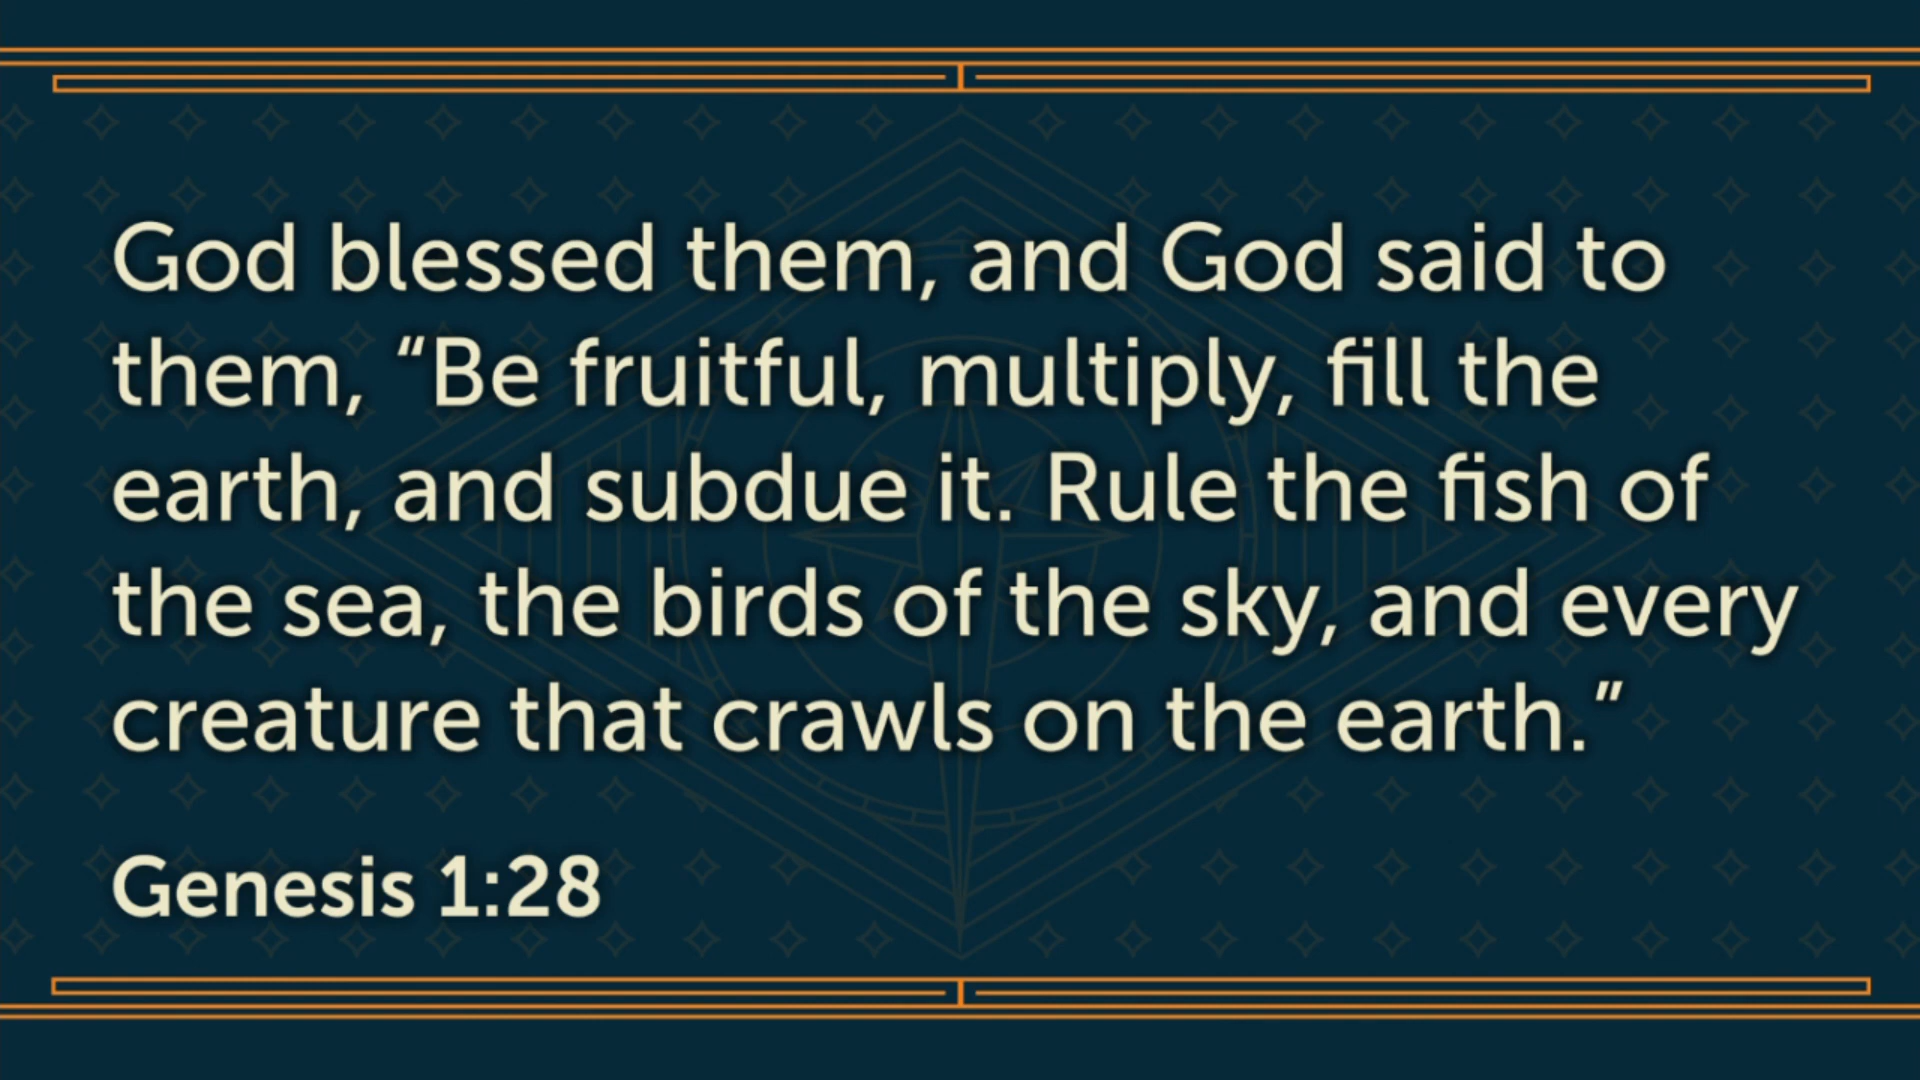 God blessed them, and God said to
them, “Be fruitful, multiply, fill the
earth, and subdue it. Rule the fish of
the sea, the birds of the sky, and every
creature that crawls on the earth.”
Genesis 1:28